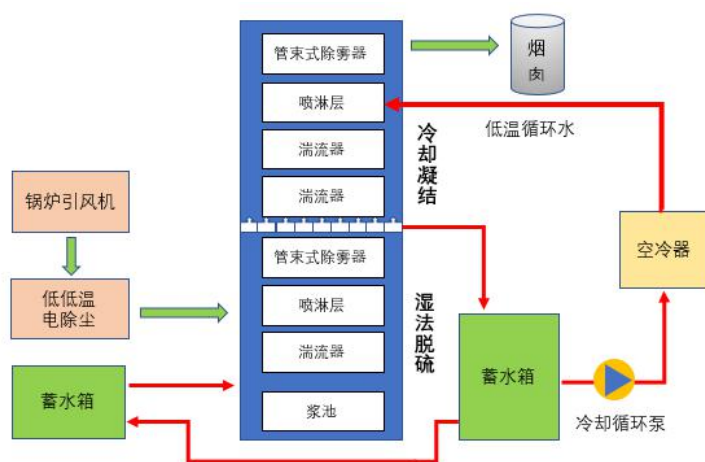 管束式除雾器
烟
卤
喷淋层
低温循环水
冷却凝结
湍流器
湍流器
锅炉引风机
管束式除雾器
空冷器
低低温
电除尘
喷淋层
湿法脱硫
湍流器
蓄水箱
蓄水箱
浆池
冷却循环泵